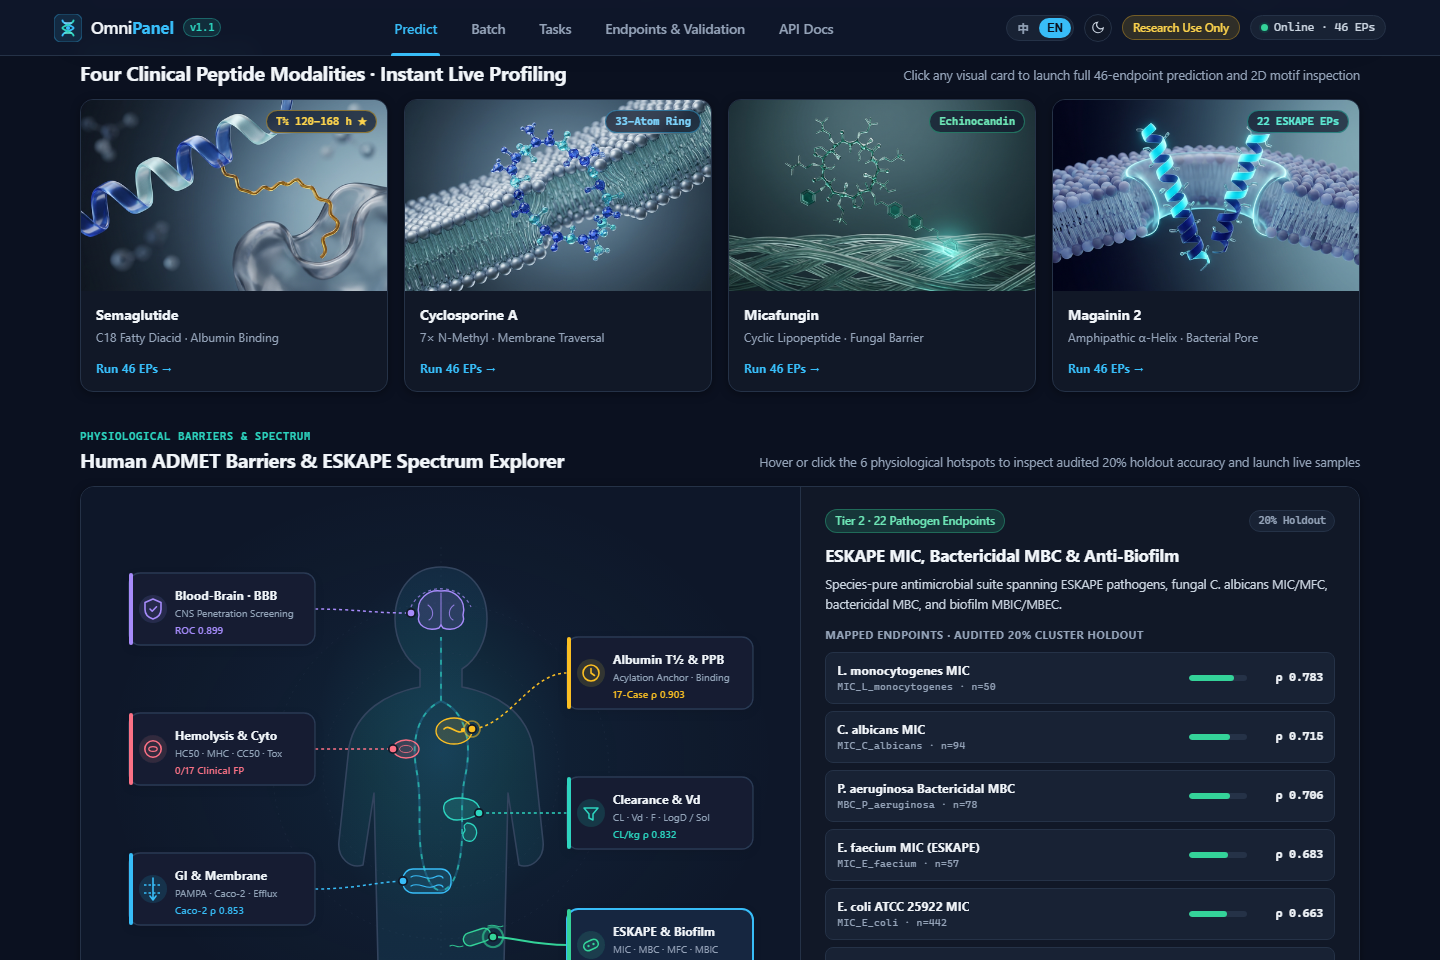 OmniPanel v1.1
Predict
Batch
Tasks
Endpoints & Validation
API Docs
中 EN
Research Use Only
Online · 46 EPs
Four Clinical Peptide Modalities · Instant Live Profiling
Click any visual card to launch full 46-endpoint prediction and 2D motif inspection
T½ 120–168 h ★
33–Atom Ring
Echinocandin
22 ESKAPE EPs
Semaglutide
C18 Fatty Diacid · Albumin Binding
Run 46 EPs →
Cyclosporine A
7× N-Methyl · Membrane Traversal
Run 46 EPs →
Micafungin
Cyclic Lipopeptide · Fungal Barrier
Run 46 EPs →
Magainin 2
Amphipathic α-Helix · Bacterial Pore
Run 46 EPs →
PHYSIOLOGICAL BARRIERS & SPECTRUM
Human ADMET Barriers & ESKAPE Spectrum Explorer
Hover or click the 6 physiological hotspots to inspect audited 20% holdout accuracy and launch live samples
Blood-Brain · BBB
CNS Penetration Screening
ROC 0.899
Hemolysis & Cyto
HC50 · MHC · CC50 · Tox
0/17 Clinical FP
GI & Membrane
PAMPA · Caco-2 · Efflux
Caco-2 ρ 0.853
Albumin T½ & PPB
Acylation Anchor · Binding
17-Case ρ 0.903
Clearance & Vd
CL · Vd · F · LogD / Sol
CL/kg ρ 0.832
ESKAPE & Biofilm
MIC · MBC · MFC · MBIC
Tier 2 · 22 Pathogen Endpoints
20% Holdout
ESKAPE MIC, Bactericidal MBC & Anti-Biofilm
Species-pure antimicrobial suite spanning ESKAPE pathogens, fungal C. albicans MIC/MFC,
bactericidal MBC, and biofilm MBIC/MBEC.
MAPPED ENDPOINTS · AUDITED 20% CLUSTER HOLDOUT
L. monocytogenes MIC
MIC_L_monocytogenes · n=50
ρ 0.783
C. albicans MIC
MIC_C_albicans · n=94
ρ 0.715
P. aeruginosa Bactericidal MBC
MBC_P_aeruginosa · n=78
ρ 0.706
E. faecium MIC (ESKAPE)
MIC_E_faecium · n=57
ρ 0.683
E. coli ATCC 25922 MIC
MIC_E_coli · n=442
ρ 0.663